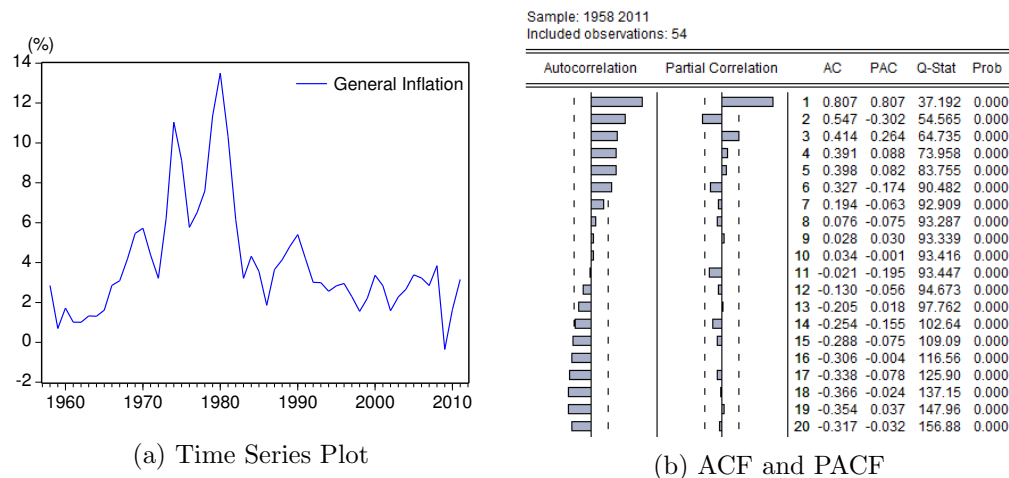 (%)
14
12
10
8
6
4
2
0
-2
General Inflation
1960 1970 1980 1990 2000 2010
(a) Time Series Plot
Sample: 1958 2011
Included observations: 54
Autocorrelation Partial Correlation AC PAC Q-Stat Prob
1 0.807 0.807 37.192 0.000
2 0.547 -0.302 54.565 0.000
3 0.414 0.264 64.735 0.000
4 0.391 0.088 73.958 0.000
5 0.398 0.082 83.755 0.000
6 0.327 -0.174 90.482 0.000
7 0.194 -0.063 92.909 0.000
8 0.076 -0.075 93.287 0.000
9 0.028 0.030 93.339 0.000
10 0.034 -0.001 93.416 0.000
11 -0.021 -0.195 93.447 0.000
12 -0.130 -0.056 94.673 0.000
13 -0.205 0.018 97.762 0.000
14 -0.254 -0.155 102.64 0.000
15 -0.288 -0.075 109.09 0.000
16 -0.306 -0.004 116.56 0.000
17 -0.338 -0.078 125.90 0.000
18 -0.366 -0.024 137.15 0.000
19 -0.354 0.037 147.96 0.000
20 -0.317 -0.032 156.88 0.000
(b) ACF and PACF